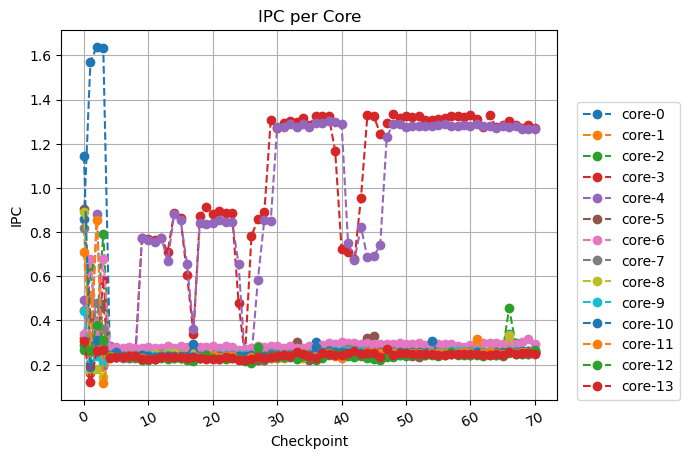 IPC per Core
IPC
1.6
1.4
1.2
1.0
0.8
0.6
0.4
0.2
0
10
20
30
40
50
60
70
Checkpoint
core-0
core-1
core-2
core-3
core-4
core-5
core-6
core-7
core-8
core-9
core-10
core-11
core-12
core-13